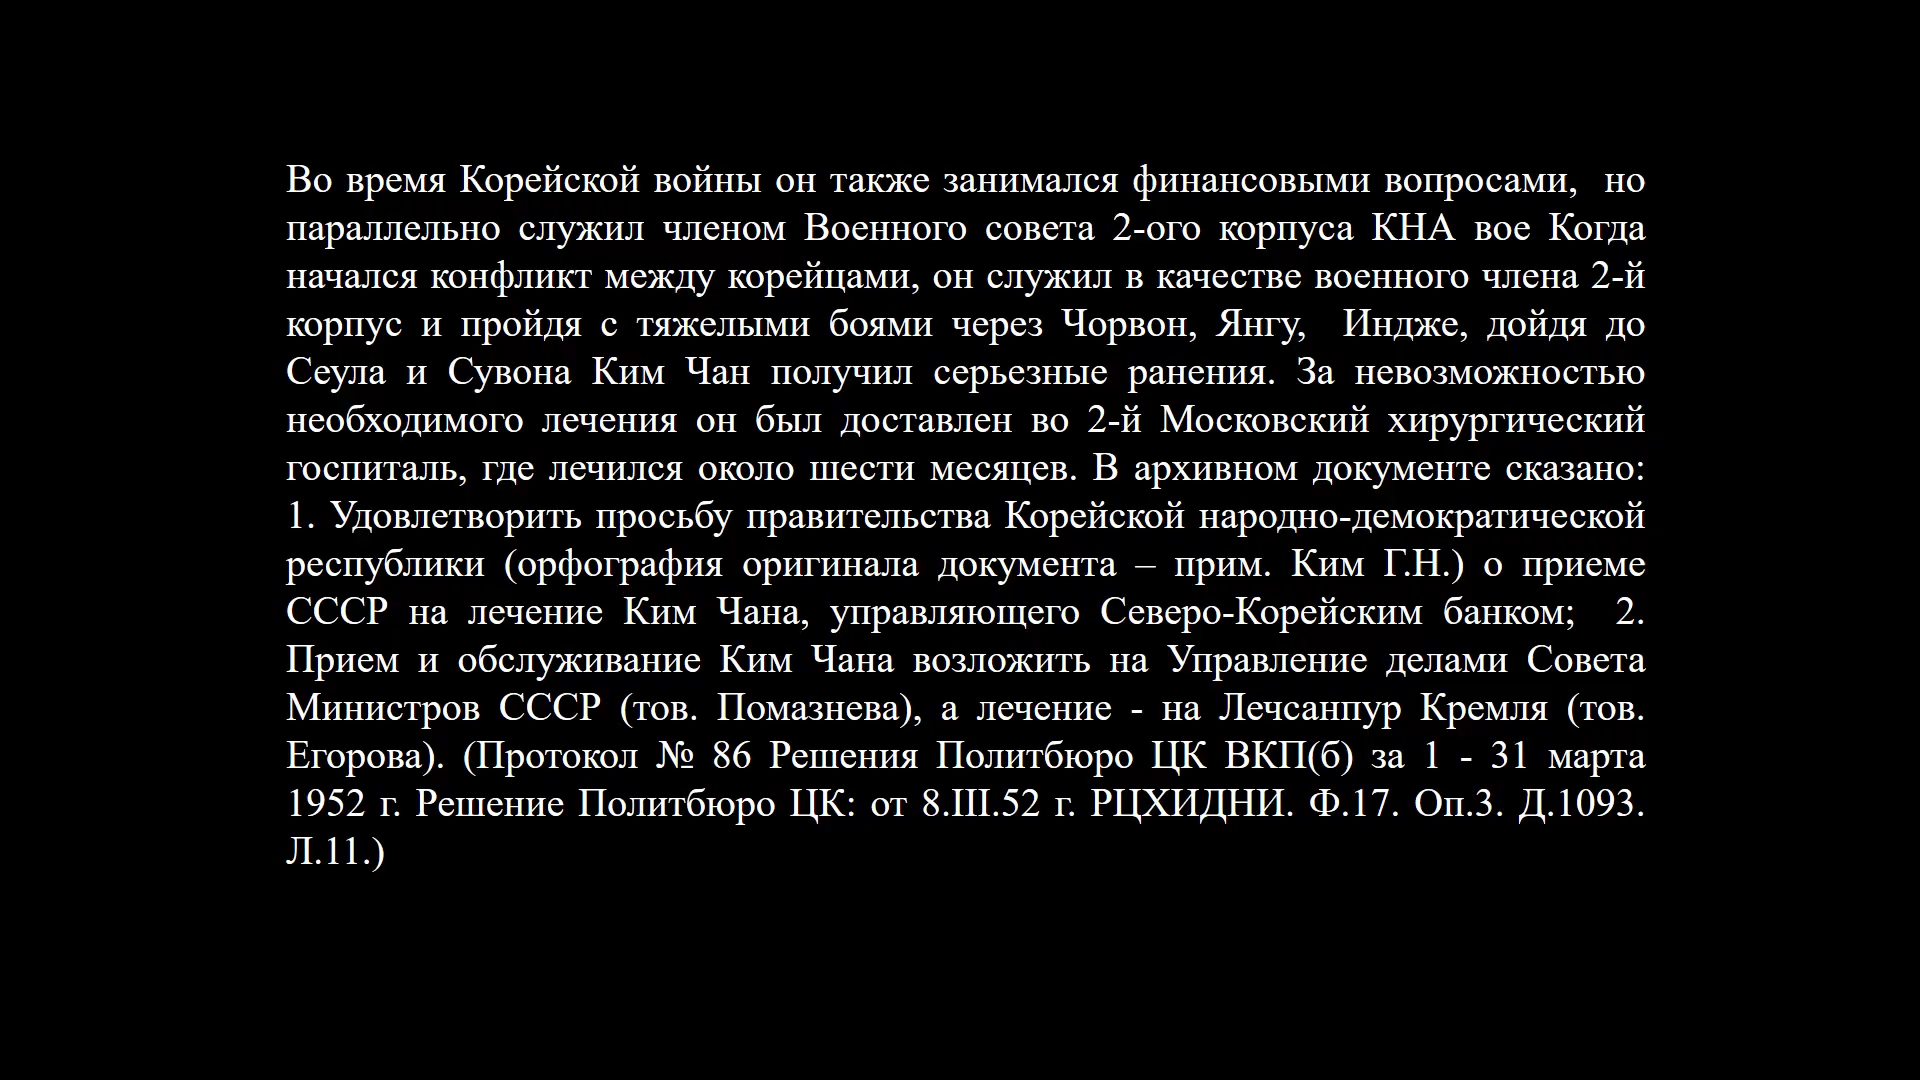 Во время Корейской войны он также занимался финансовыми вопросами,  но
параллельно служил членом Военного совета 2-ого корпуса КНА вое Когда
начался конфликт между корейцами, он служил в качестве военного члена 2-й
корпус и пройдя с тяжелыми боями через Чорвон, Янгу,  Индже, дойдя до
Сеула и Сувона Ким Чан получил серьезные ранения. За невозможностью
необходимого лечения он был доставлен во 2-й Московский хирургический
госпиталь, где лечился около шести месяцев. В архивном документе сказано:
1. Удовлетворить просьбу правительства Корейской народно-демократической
республики (орфография оригинала документа – прим. Ким Г.Н.) о приеме
СССР на лечение Ким Чана, управляющего Северо-Корейским банком;  2.
Прием и обслуживание Ким Чана возложить на Управление делами Совета
Министров СССР (тов. Помазнева), а лечение - на Лечсанпур Кремля (тов.
Егорова). (Протокол № 86 Решения Политбюро ЦК ВКП(б) за 1 - 31 марта
1952 г. Решение Политбюро ЦК: от 8.III.52 г. РЦХИДНИ. Ф.17. Оп.3. Д.1093.
Л.11.)